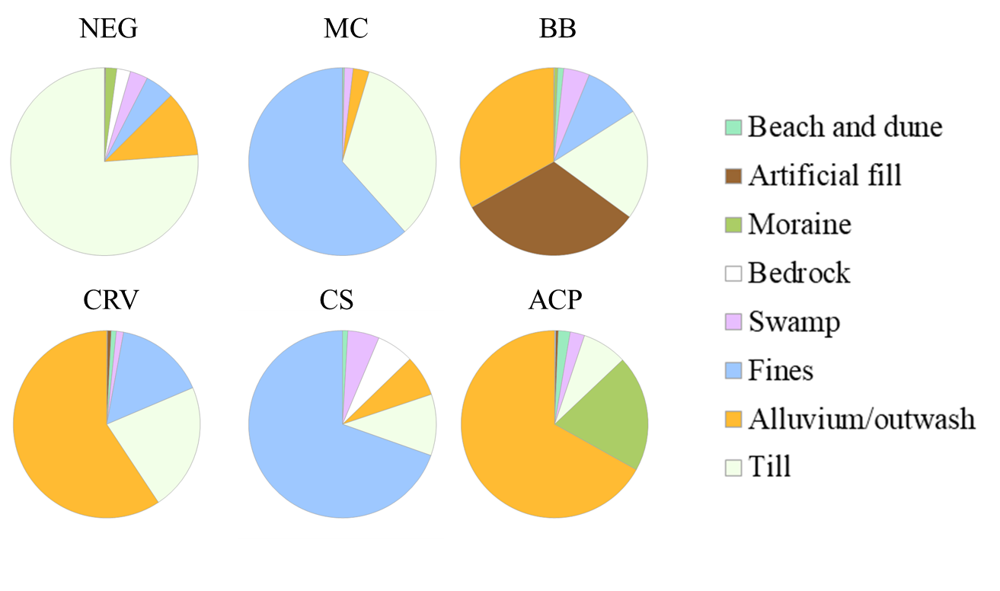 NEG
MC
BB
CRV
CS
ACP
Beach and dune
Artificial fill
Moraine
Bedrock
Swamp
Fines
Alluvium/outwash
Till